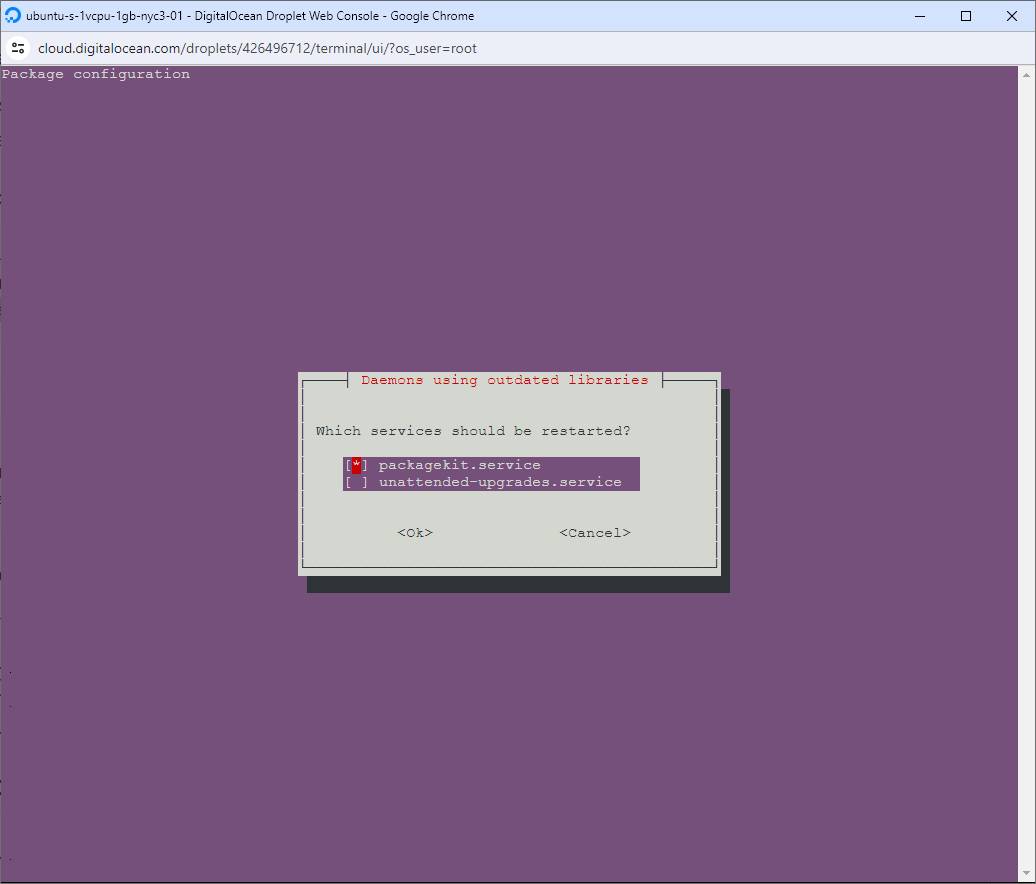 ubuntu-s-1vcpu-1gb-nyc3-01 - DigitalOcean Droplet Web Console - Google Chrome
cloud.digitalocean.com/droplets/426496712/terminal/ui/?os_user=root
Package configuration
Daemons using outdated libraries
Which services should be restarted?
[*] packagekit.service
[ ] unattended-upgrades.service
<Ok> <Cancel>